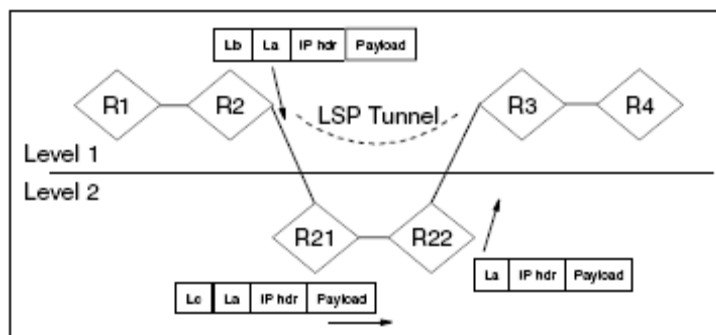 Lb La IP hdr Payload
R1 R2 R3 R4
LSP Tunnel
Level 1
Level 2
R21 R22
La IP hdr Payload
Lc La IP hdr Payload